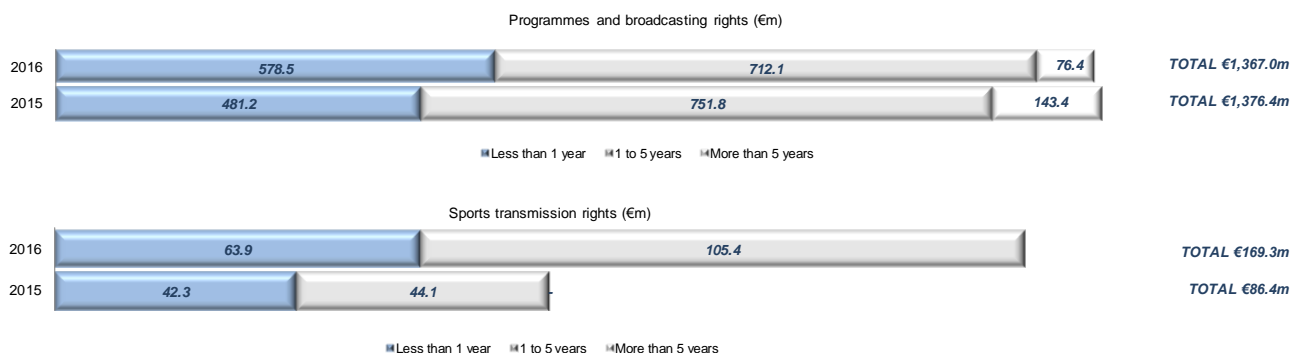 Programmes and broadcasting rights (€m)
2016 578.5 712.1 76.4 TOTAL €1,367.0m
2015 481.2 751.8 143.4 TOTAL €1,376.4m
Less than 1 year 1 to 5 years More than 5 years
Sports transmission rights (€m)
2016 63.9 105.4 TOTAL €169.3m
2015 42.3 44.1 - TOTAL €86.4m
Less than 1 year 1 to 5 years More than 5 years